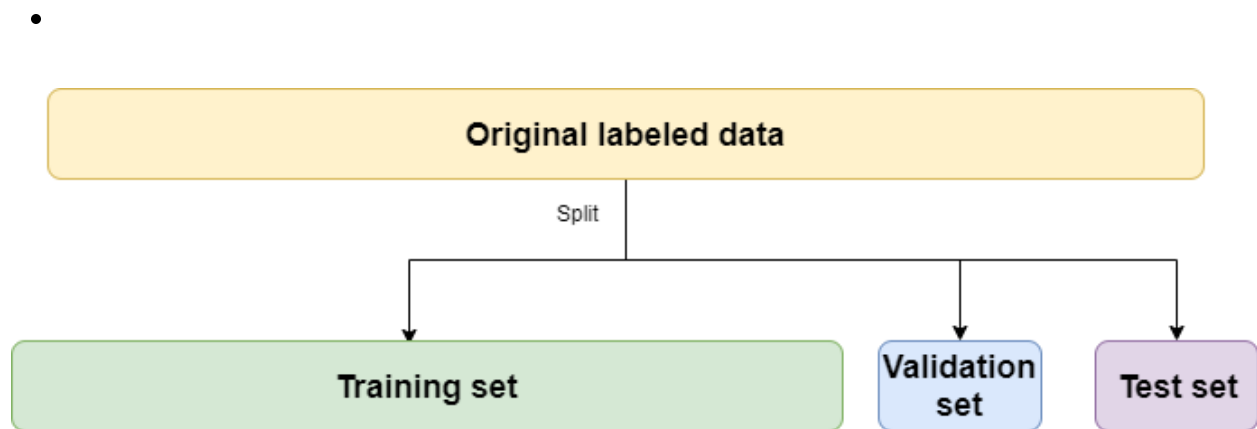 Original labeled data
Split
Training set
Validation
set
Test set